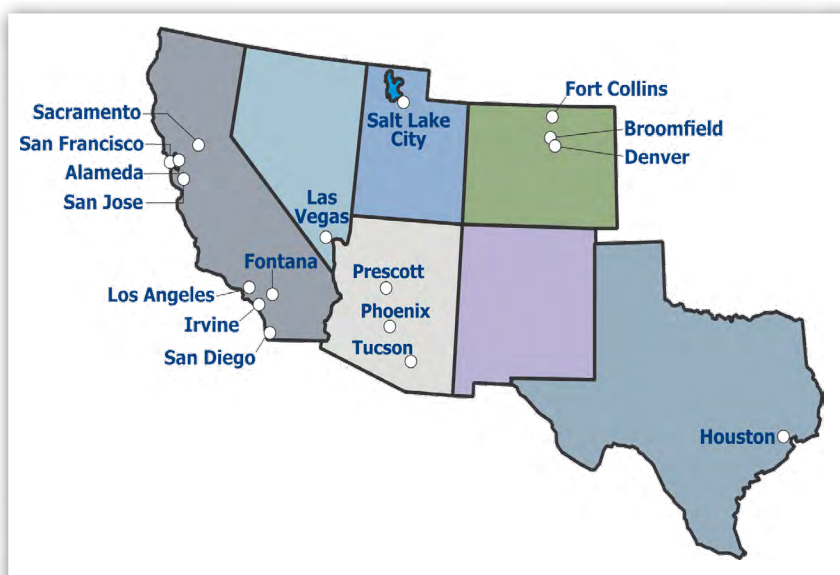 Fort Collins
Sacramento
Salt Lake
City
Broomfield
San Francisco
Denver
Alameda
San Jose
Las
Vegas
Fontana
Prescott
Los Angeles
Phoenix
Irvine
Tucson
San Diego
Houston